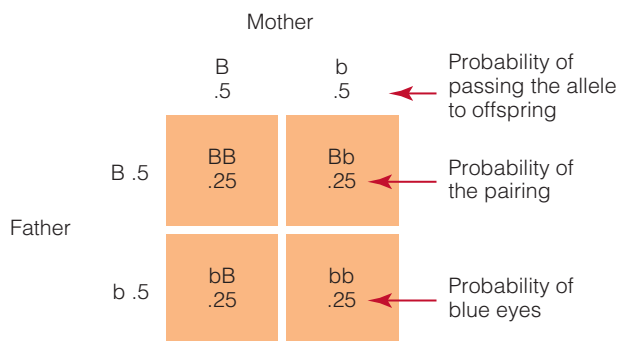 Mother
B
b
.5
.5
Probability of
passing the allele
to offspring
B .5
BB
.25
Bb
.25
Probability of
the pairing
Father
b .5
bB
.25
bb
.25
Probability of
blue eyes